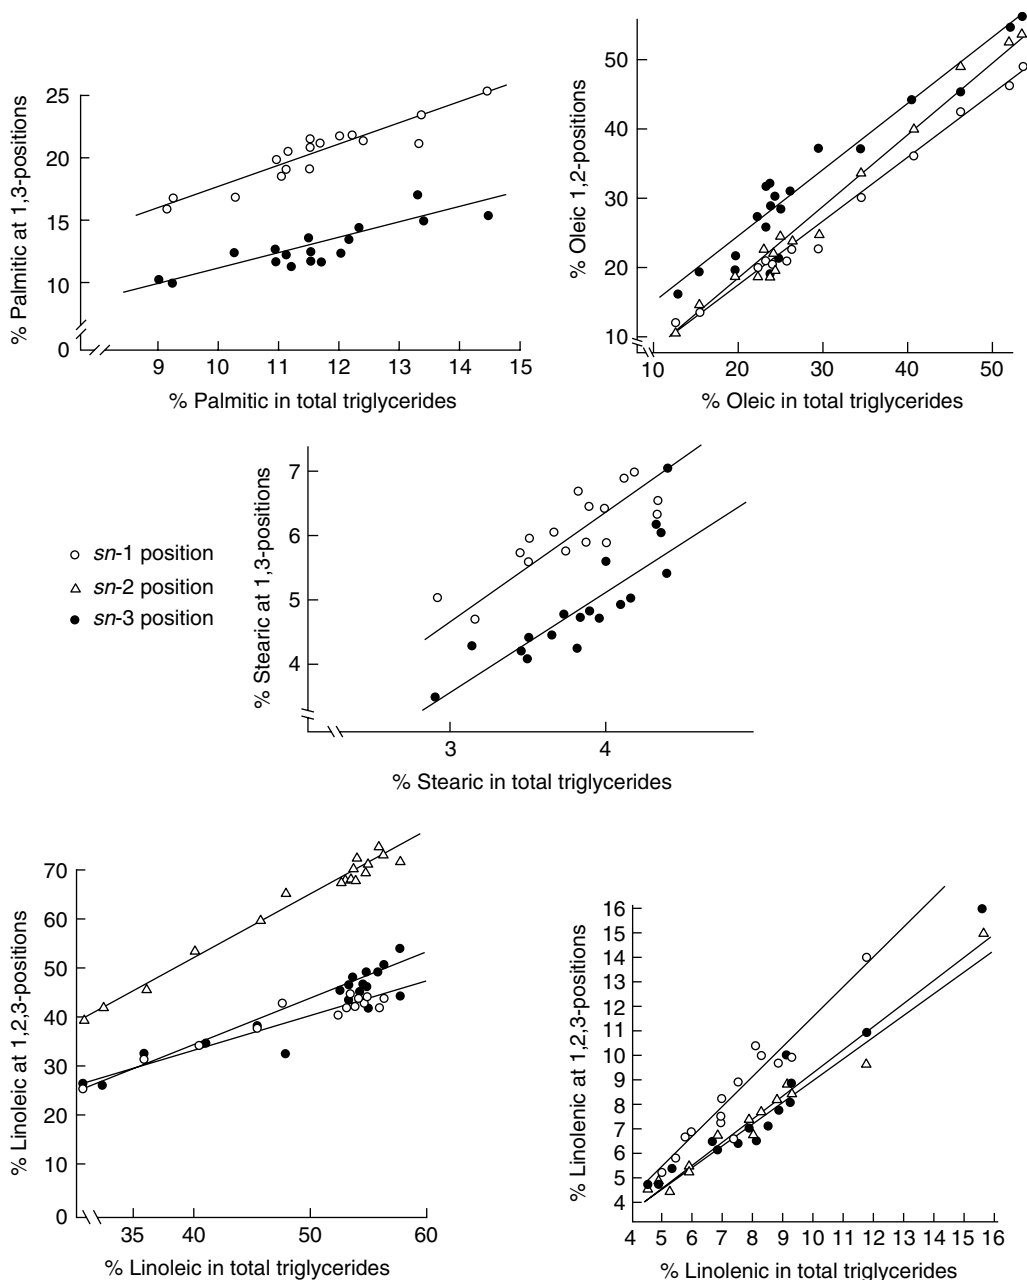 % Palmitic at 1,3-positions
25
20
15
10
0
9 10 11 12 13 14 15
% Palmitic in total triglycerides
% Oleic 1,2-positions
50
40
30
20
10
10 20 30 40 50
% Oleic in total triglycerides
sn-1 position
sn-2 position
sn-3 position
% Stearic at 1,3-positions
7
6
5
4
3 4
% Stearic in total triglycerides
% Linoleic at 1,2,3-positions
70
60
50
40
30
20
0
35 40 50 60
% Linoleic in total triglycerides
% Linolenic at 1,2,3-positions
16
15
14
13
12
11
10
9
8
7
6
5
4
4 5 6 7 8 9 10 11 12 13 14 15 16
% Linolenic in total triglycerides